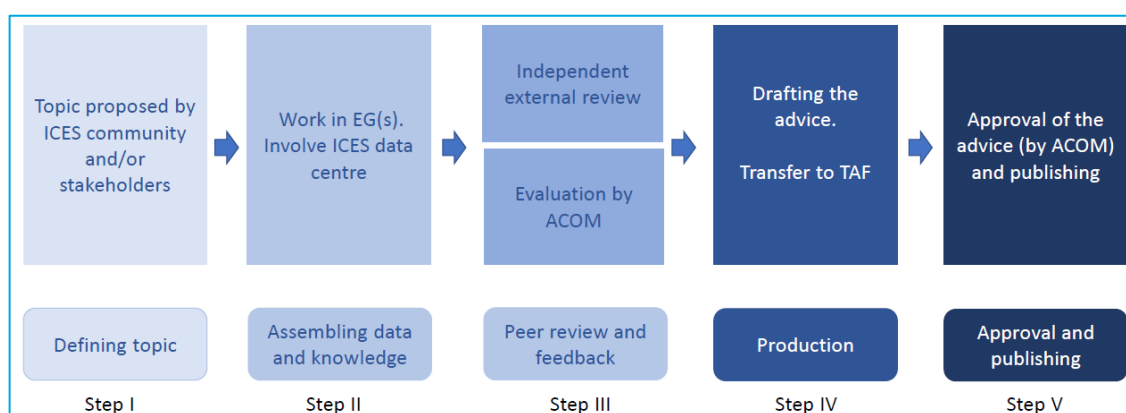 Topic proposed by
ICES community
and/or
stakeholders
Work in EG(s).
Involve ICES data
centre
Independent
external review
Evaluation by
ACOM
Drafting the
advice.
Transfer to TAF
Approval of the
advice (by ACOM)
and publishing
Defining topic
Assembling data
and knowledge
Peer review and
feedback
Production
Approval and
publishing
Step I
Step II
Step III
Step IV
Step V